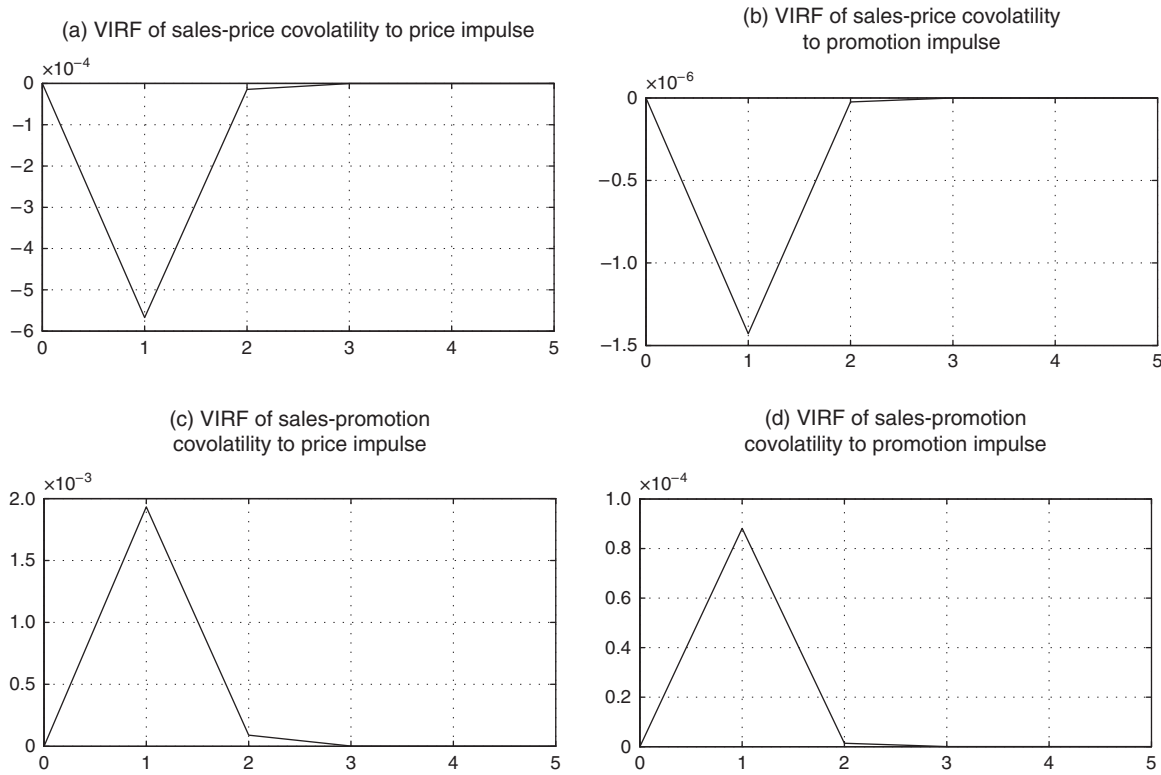 (a) VIRF of sales-price covolatility to price impulse
×10−4
0
−1
−2
−3
−4
−5
−6
0 1 2 3 4 5
(b) VIRF of sales-price covolatility
to promotion impulse
×10−6
0
−0.5
−1.0
−1.5
0 1 2 3 4 5
(c) VIRF of sales-promotion
covolatility to price impulse
×10−3
2.0
1.5
1.0
0.5
0
0 1 2 3 4 5
(d) VIRF of sales-promotion
covolatility to promotion impulse
×10−4
1.0
0.8
0.6
0.4
0.2
0
0 1 2 3 4 5